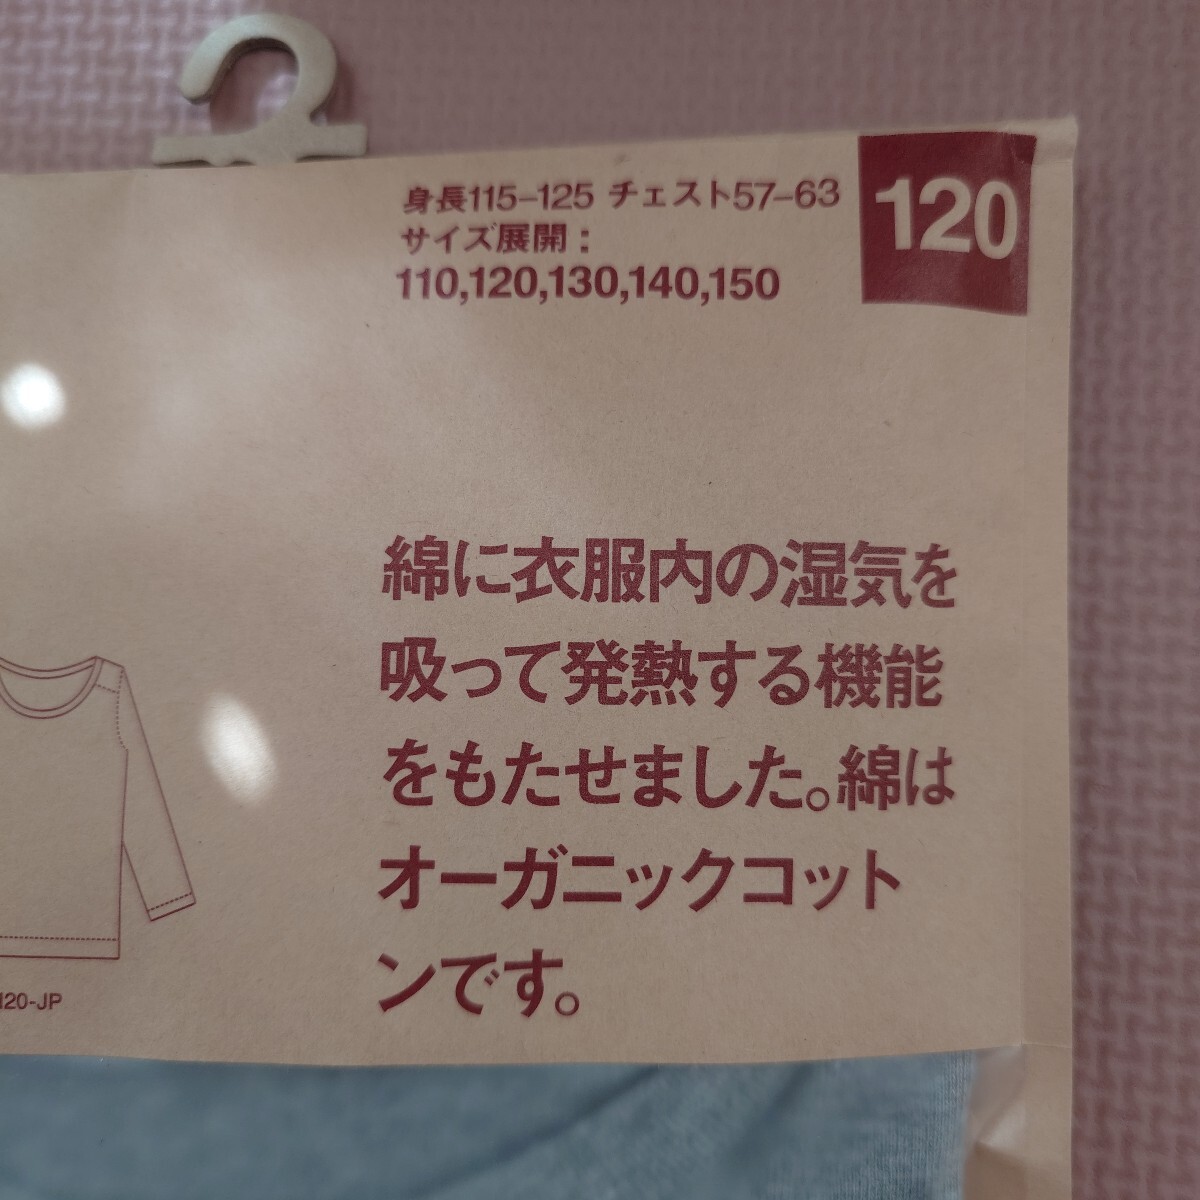 身長115–125 チェスト57–63
120
サイズ展開：
110,120,130,140,150
綿に衣服内の湿気を
吸って発熱する機能
をもたせました。綿は
オーガニックコット
ンです。
120-JP